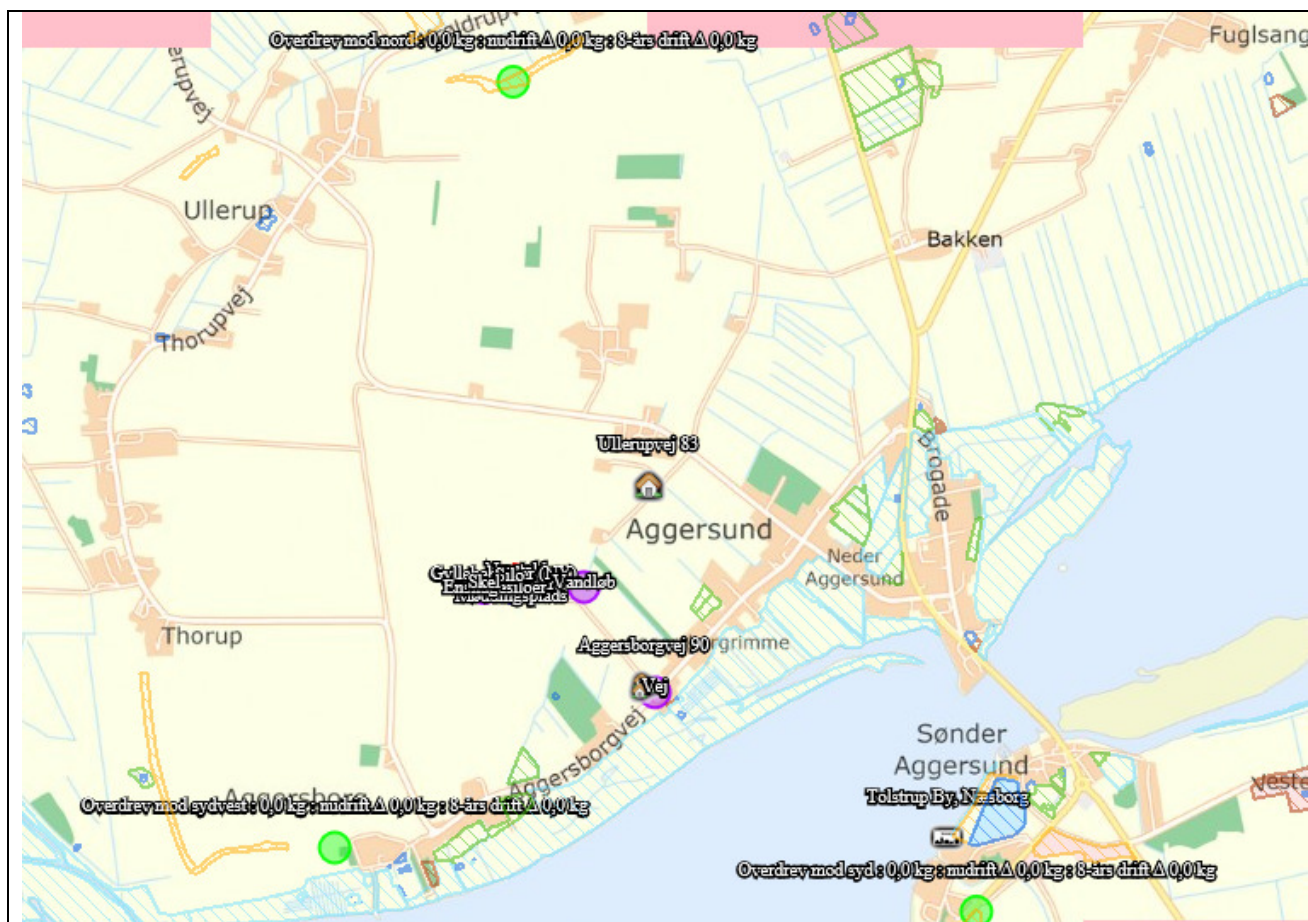 Overdrev mod nord : 0,0 kg : nudrift Δ 0,0 kg : 8-års drift Δ 0,0 kg
Fuglsang
Ullerup
Bakken
Thorupvej
Ullerupvej 83
Brogade
Aggersund
Neder
Aggersund
Vandløb
Thorup
Aggersborgvej 90
Vej
Sønder
Aggersund
Aggersborgvej
Tolstrup By, Næsborg
Overdrev mod sydvest : 0,0 kg : nudrift Δ 0,0 kg : 8-års drift Δ 0,0 kg
Overdrev mod syd : 0,0 kg : nudrift Δ 0,0 kg : 8-års drift Δ 0,0 kg